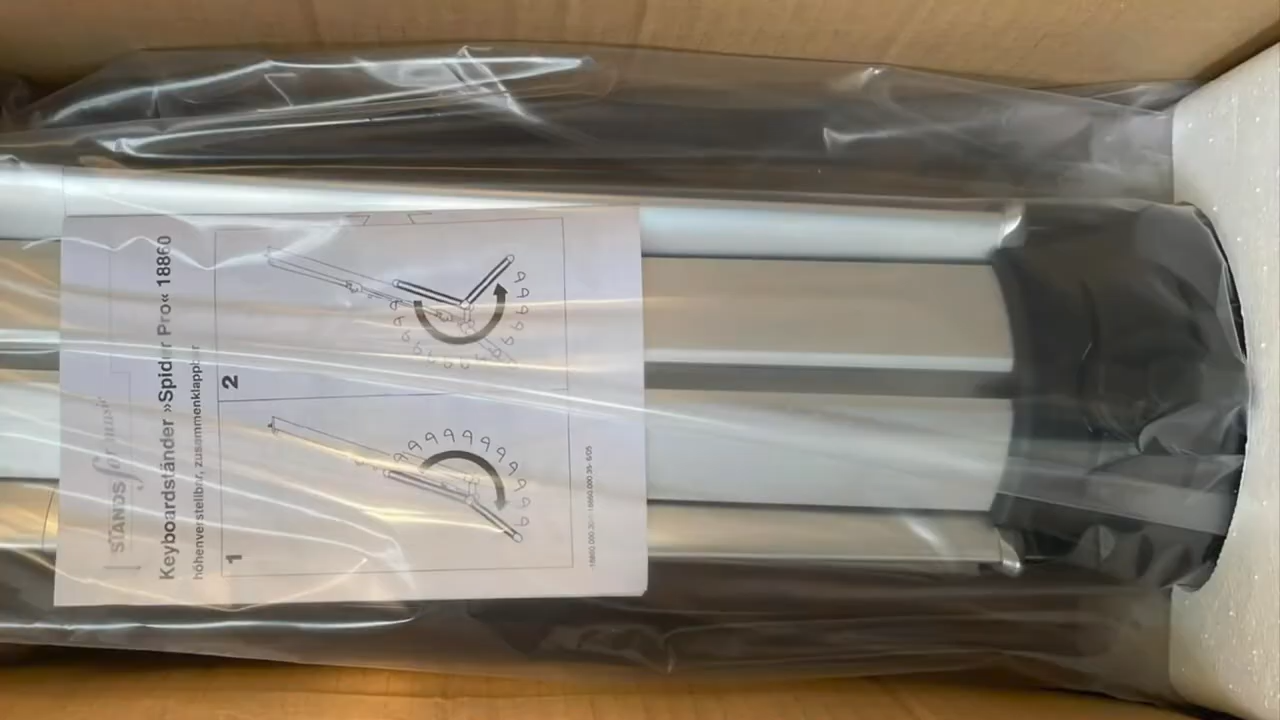 STANDS for music
Keyboardständer »Spider Pro« 18860
höhenverstellbar, zusammenklappbar
1
2